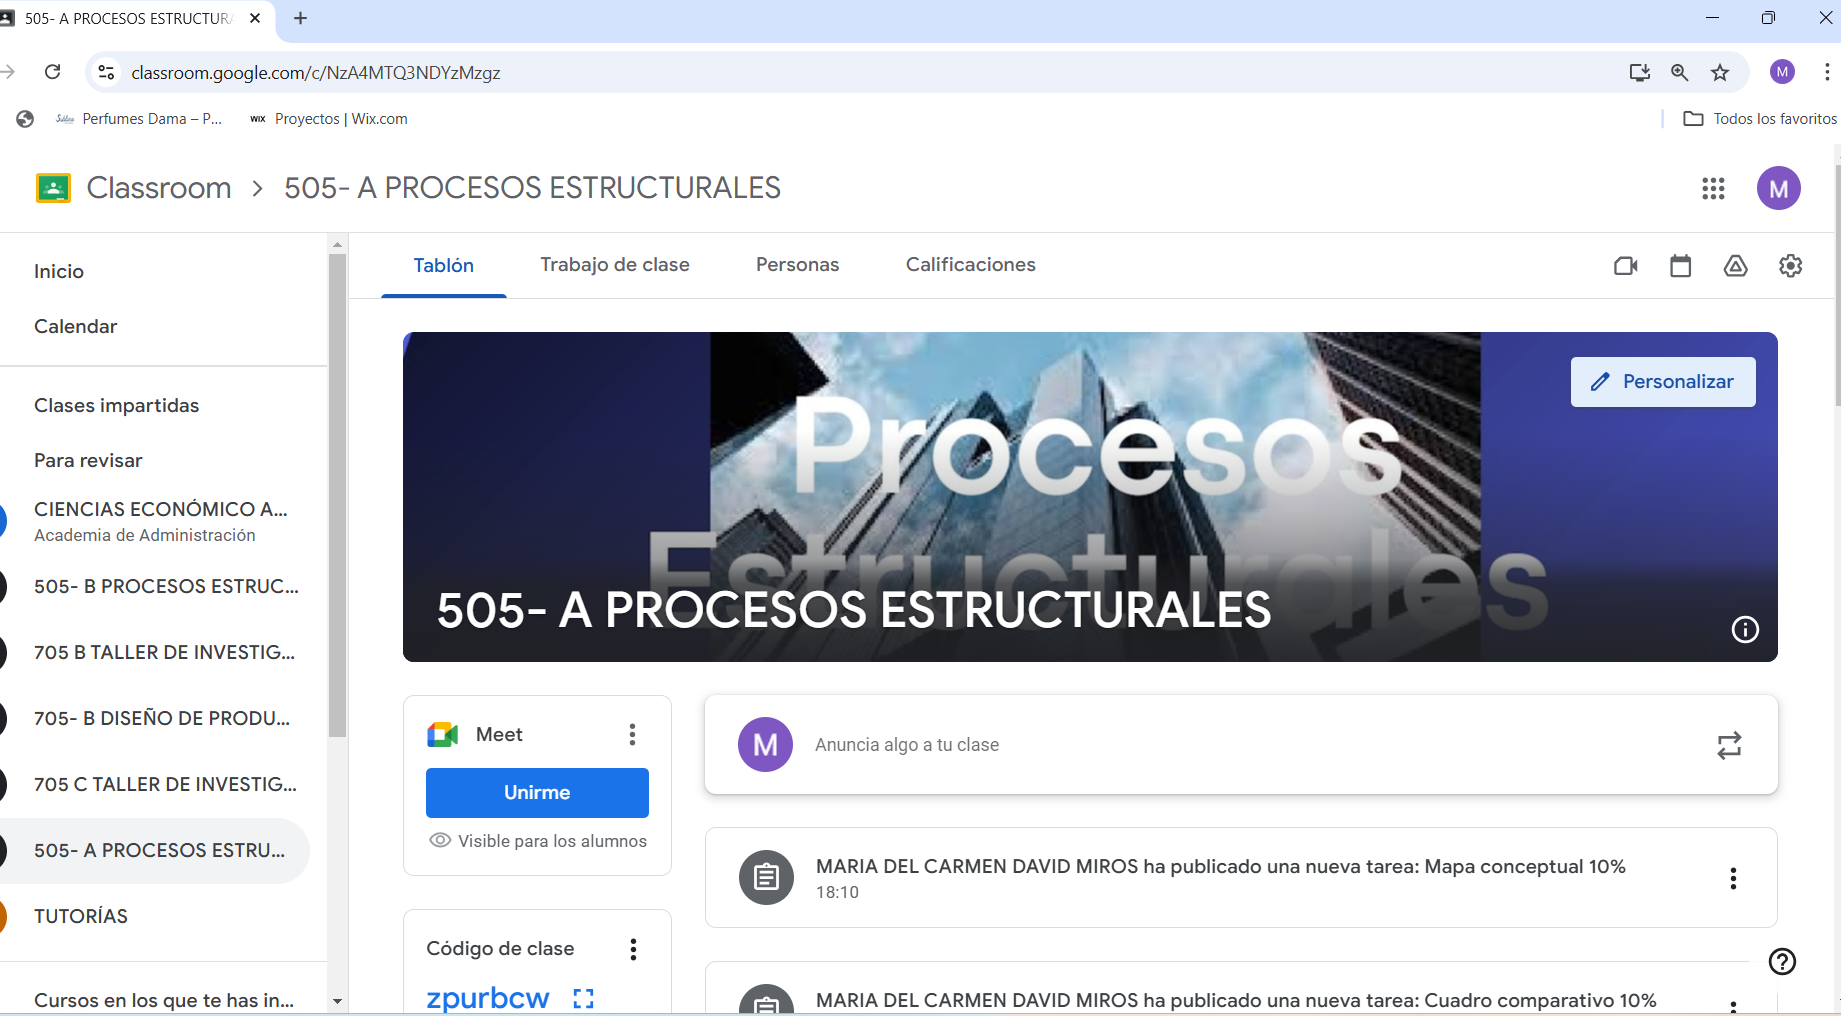 505- A PROCESOS ESTRUCTURA
classroom.google.com/c/NzA4MTQ3NDYzMzgz
M
Perfumes Dama – P...
WIX Proyectos | Wix.com
Todos los favoritos
Classroom > 505- A PROCESOS ESTRUCTURALES
M
Inicio
Calendar
Clases impartidas
Para revisar
CIENCIAS ECONÓMICO A...
Academia de Administración
505- B PROCESOS ESTRUC...
705 B TALLER DE INVESTIG...
705- B DISEÑO DE PRODU...
705 C TALLER DE INVESTIG...
505- A PROCESOS ESTRU...
TUTORÍAS
Cursos en los que te has in...
Tablón
Trabajo de clase
Personas
Calificaciones
Personalizar
Procesos
Estructurales
505- A PROCESOS ESTRUCTURALES
Meet
Unirme
Visible para los alumnos
Código de clase
zpurbcw
M
Anuncia algo a tu clase
MARIA DEL CARMEN DAVID MIROS ha publicado una nueva tarea: Mapa conceptual 10%
18:10
MARIA DEL CARMEN DAVID MIROS ha publicado una nueva tarea: Cuadro comparativo 10%